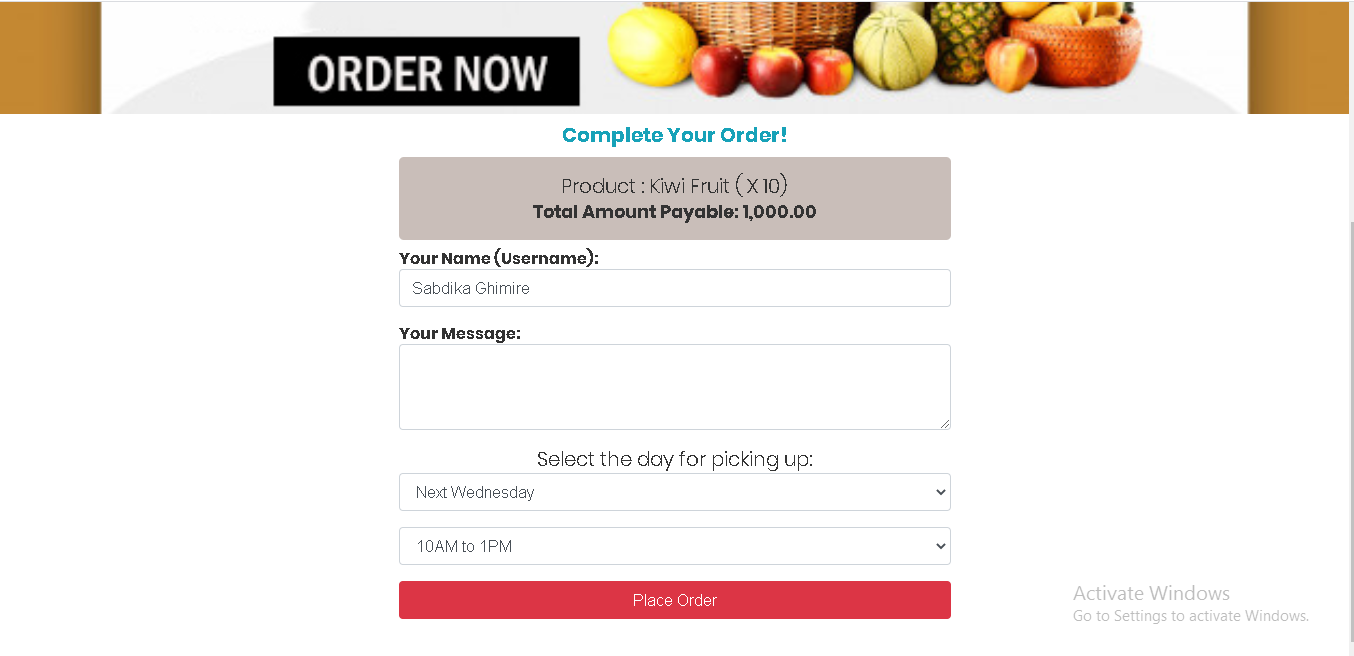 ORDER NOW
Complete Your Order!
Product : Kiwi Fruit ( X 10)
Total Amount Payable: 1,000.00
Your Name (Username):
Sabdika Ghimire
Your Message:
Select the day for picking up:
Next Wednesday
10AM to 1PM
Place Order
Activate Windows
Go to Settings to activate Windows.